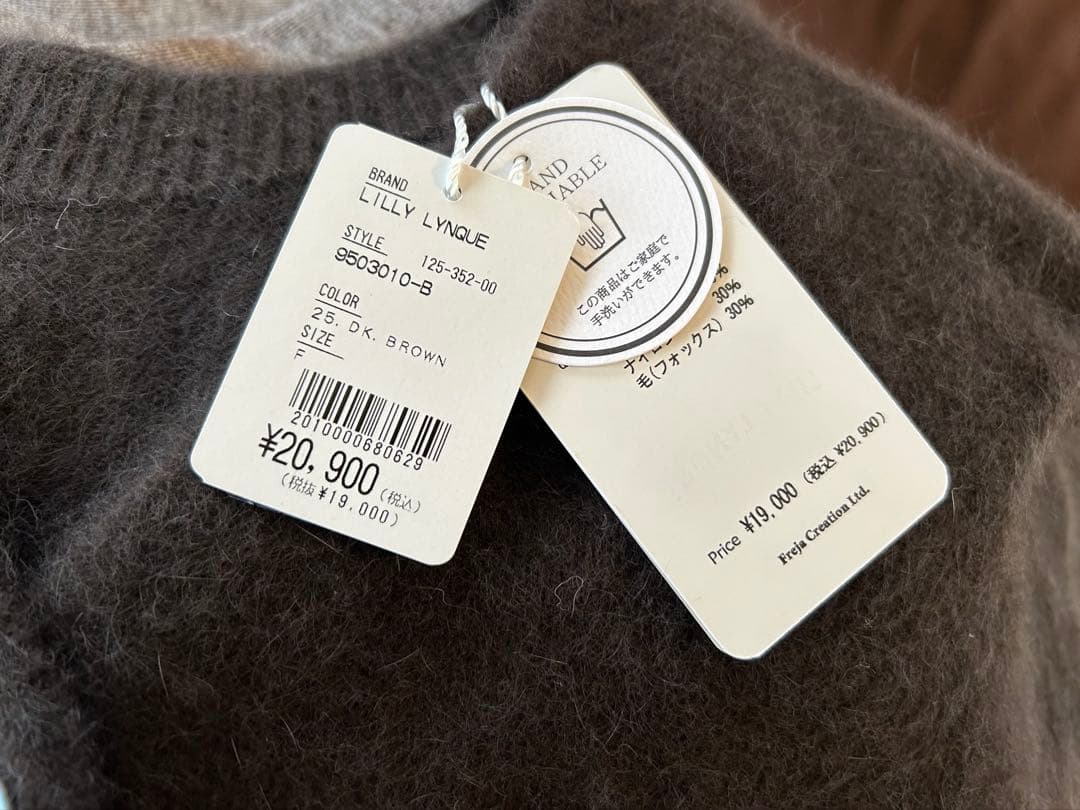 BRAND
LILLY LYNQUE
STYLE 125-352-00
9503010-B
COLOR
25. DK. BROWN
SIZE
F
2010000680629
¥20,900 (税込)
(税抜 ¥19,000)
この商品はご家庭で
手洗いができます。
30%
毛(フォックス) 30%
Price ¥19,000 (税込 ¥20,900)
Freja Creation Ltd.